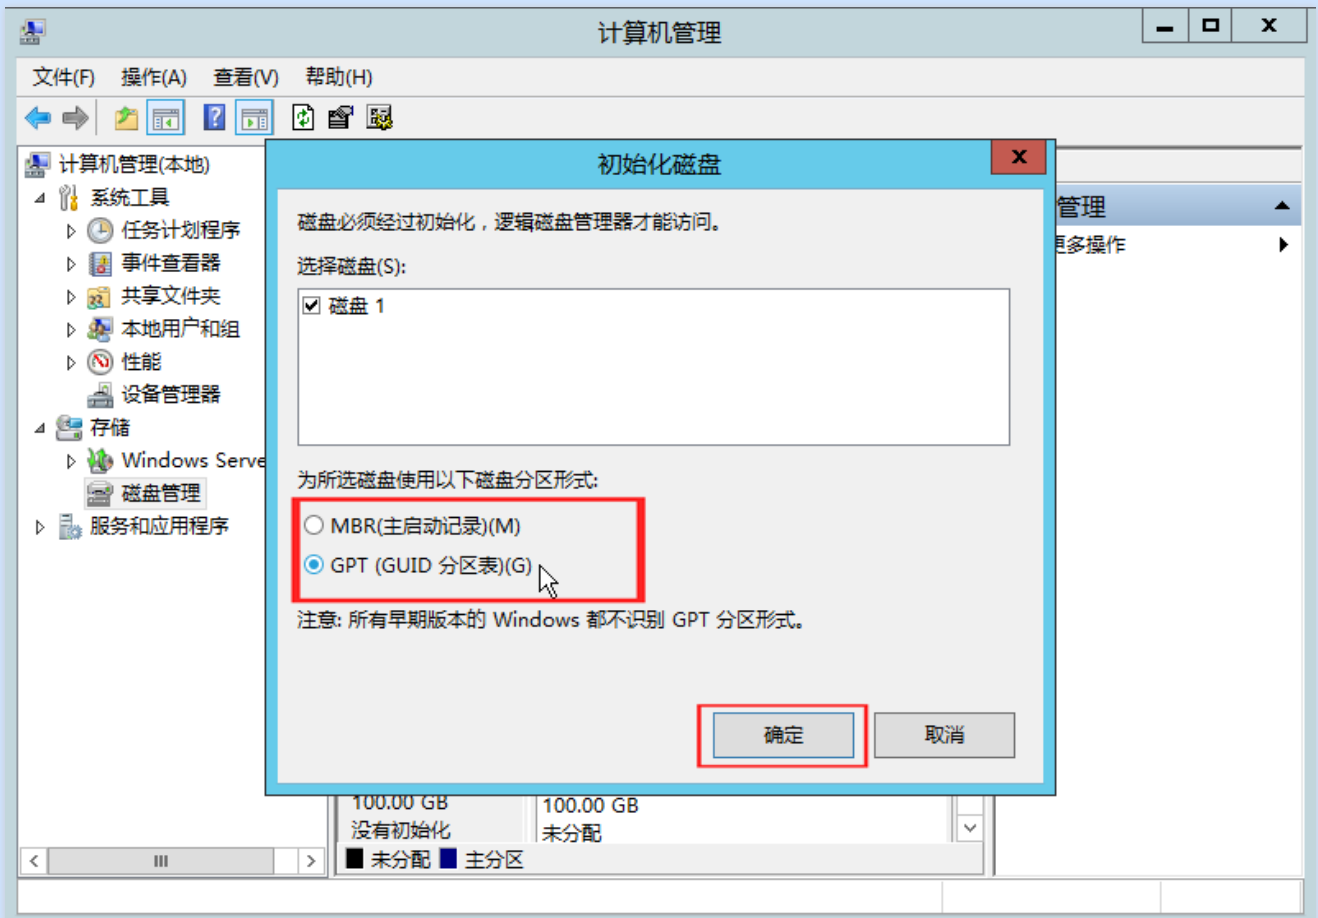 计算机管理
文件(F) 操作(A) 查看(V) 帮助(H)
计算机管理(本地)
系统工具
任务计划程序
事件查看器
共享文件夹
本地用户和组
性能
设备管理器
存储
Windows Serve
磁盘管理
服务和应用程序
初始化磁盘
磁盘必须经过初始化，逻辑磁盘管理器才能访问。
选择磁盘(S):
磁盘 1
为所选磁盘使用以下磁盘分区形式:
MBR(主启动记录)(M)
GPT (GUID 分区表)(G)
注意: 所有早期版本的 Windows 都不识别 GPT 分区形式。
确定 取消
管理
更多操作
100.00 GB 100.00 GB
没有初始化 未分配
未分配 主分区